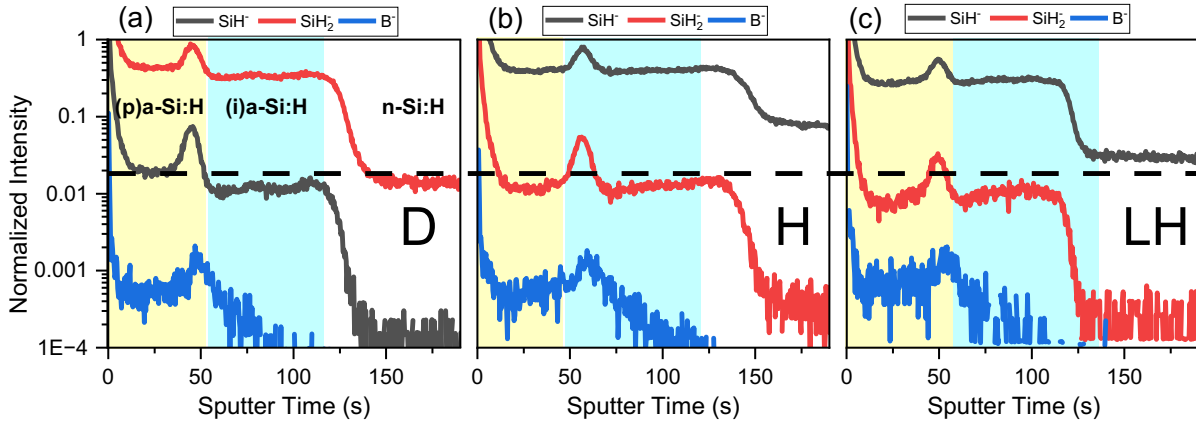 (a) SiH⁻ SiH₂⁻ B⁻
(b) SiH⁻ SiH₂⁻ B⁻
(c) SiH⁻ SiH₂⁻ B⁻
Normalized Intensity
1
0.1
0.01
0.001
1E−4
(p)a-Si:H (i)a-Si:H n-Si:H
D
H
LH
0 50 100 150
0 50 100 150
0 50 100 150
Sputter Time (s)
Sputter Time (s)
Sputter Time (s)